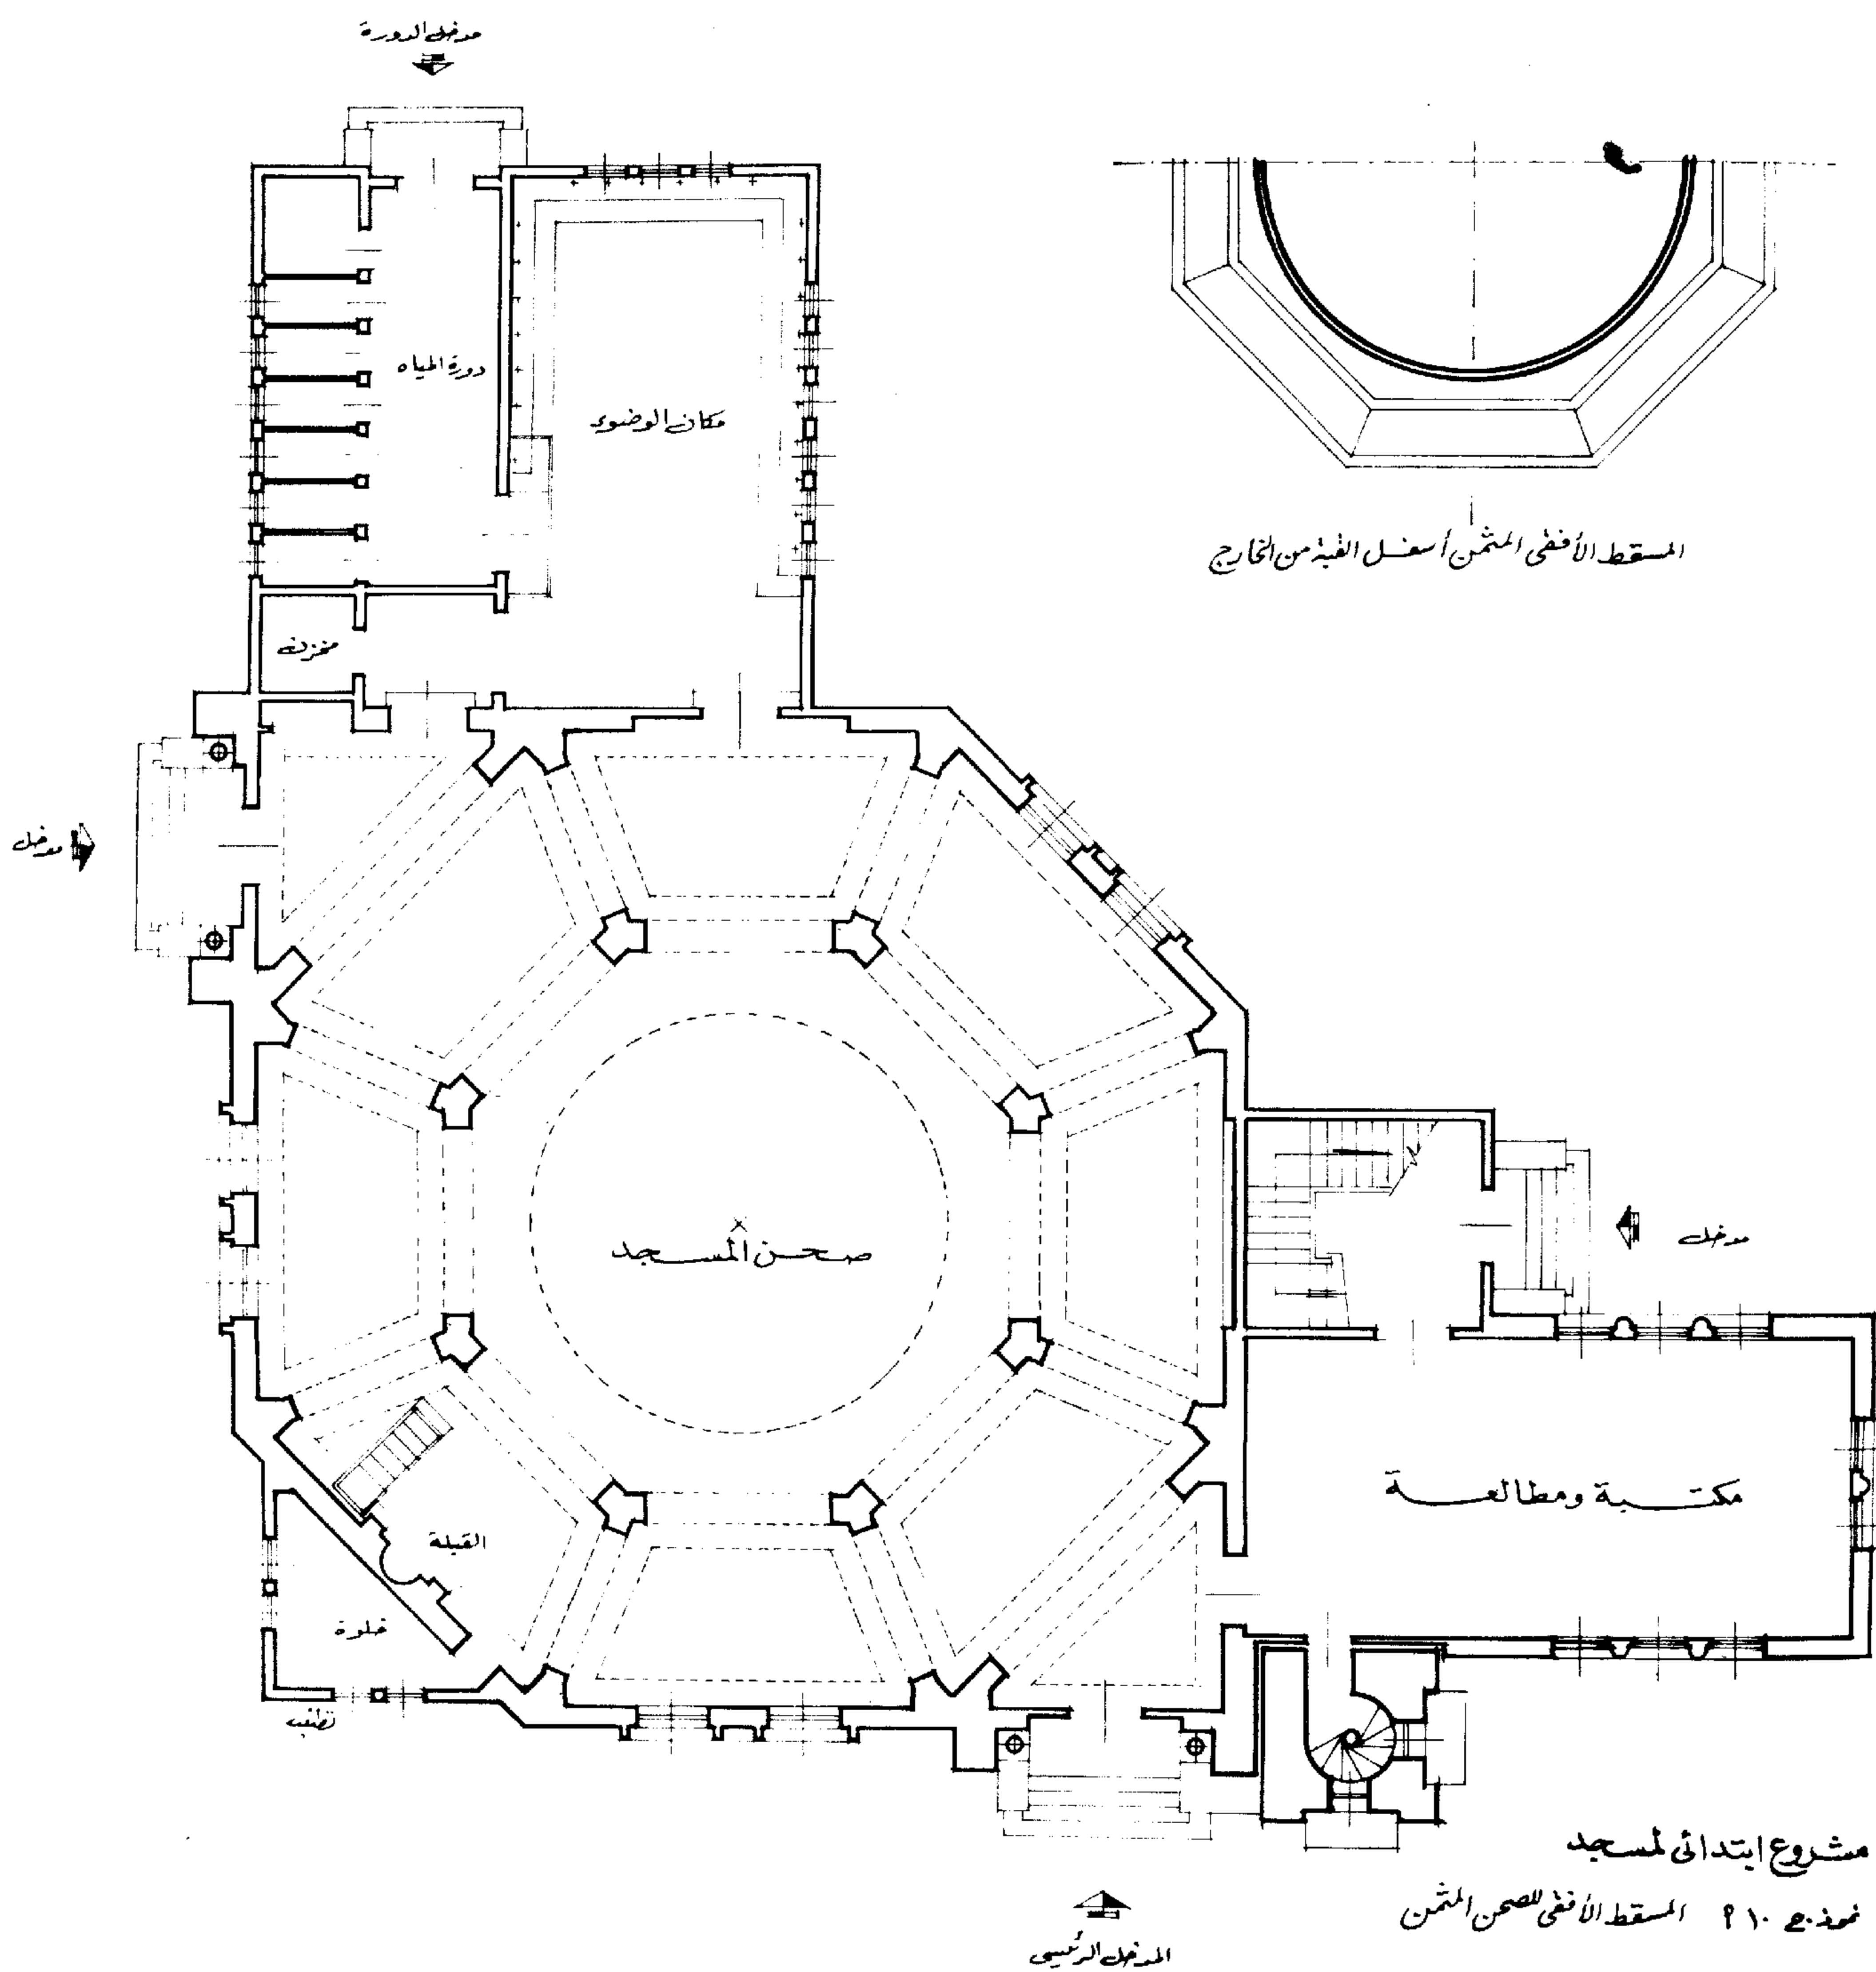 مدخل الدورة
دورة المياه
مكان الوضوء
المسقط الأفقى المثمن أسفل القبة من الخارج
مخزن
مدخل
صحن المسجد
مدخل
مكتبة ومطالعة
القبلة
خلوة
مشروع ابتدائى لمسجد
نموذج ١٠ م المسقط الأفقى للصحن المثمن
المدخل الرئيسى